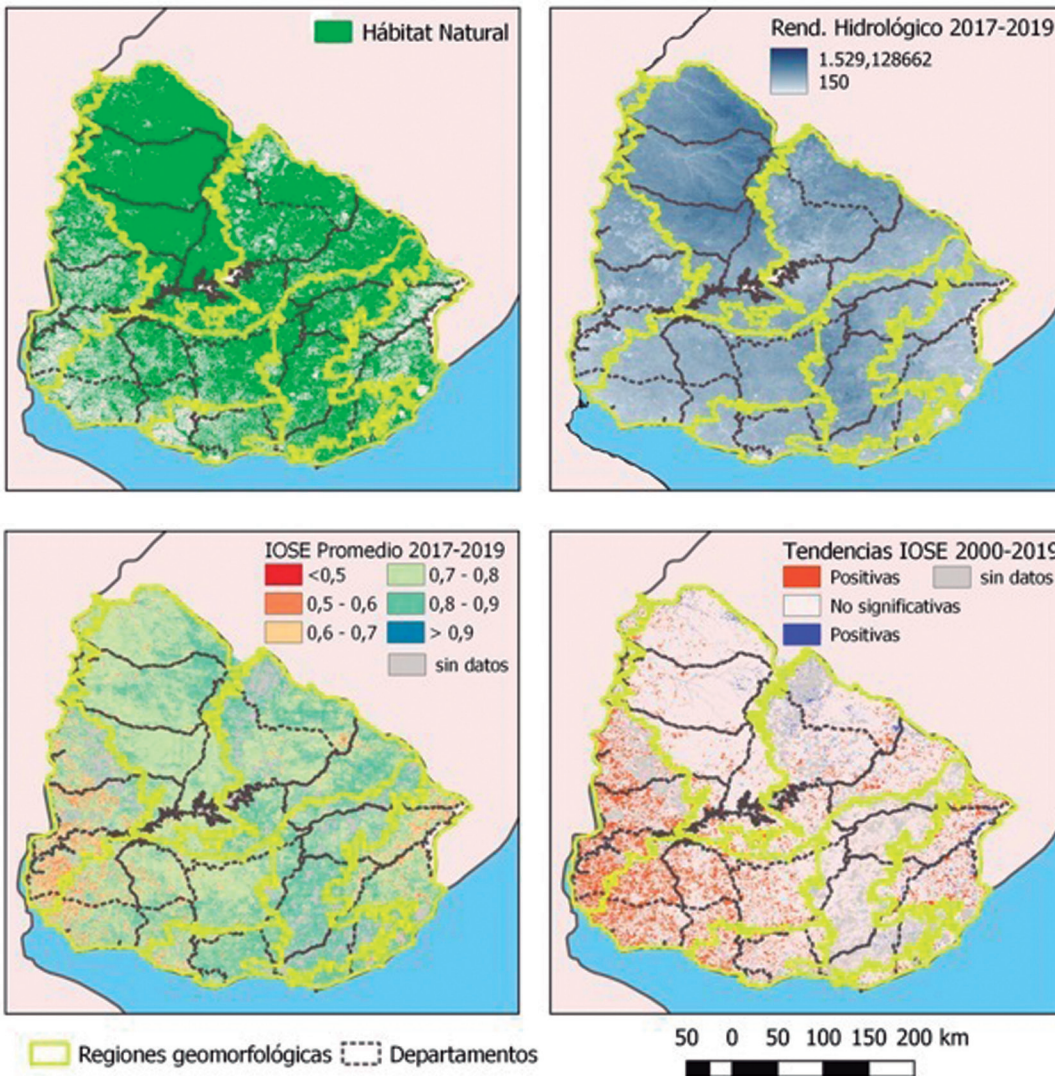 Hábitat Natural
Rend. Hidrológico 2017-2019
1.529,128662
150
IOSE Promedio 2017-2019
<0,5
0,7 - 0,8
0,5 - 0,6
0,8 - 0,9
0,6 - 0,7
> 0,9
sin datos
Tendencias IOSE 2000-2019
Positivas
sin datos
No significativas
Positivas
Regiones geomorfológicas
Departamentos
50 0 50 100 150 200 km